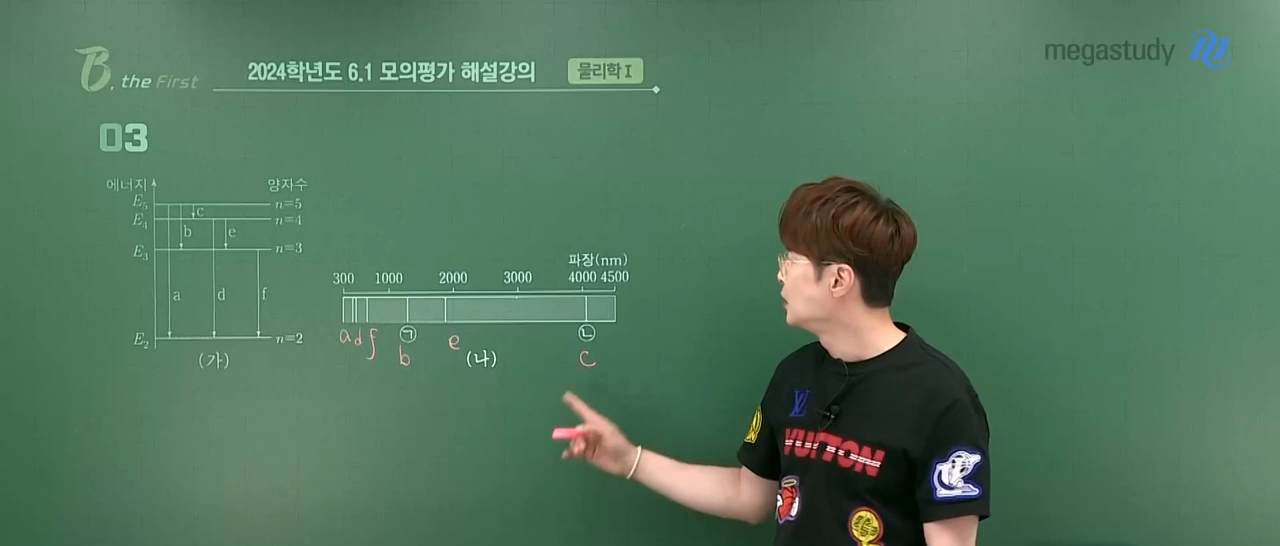 B, the First
2024학년도 6.1 모의평가 해설강의
물리학 I
megastudy
03
에너지
양자수
E₅
n=5
c
E₄
n=4
b
e
E₃
n=3
a
d
f
E₂
n=2
(가)
파장(nm)
300 1000 2000 3000 4000 4500
㉠
㉡
a d f
b
e
c
(나)
LV
VUITTON